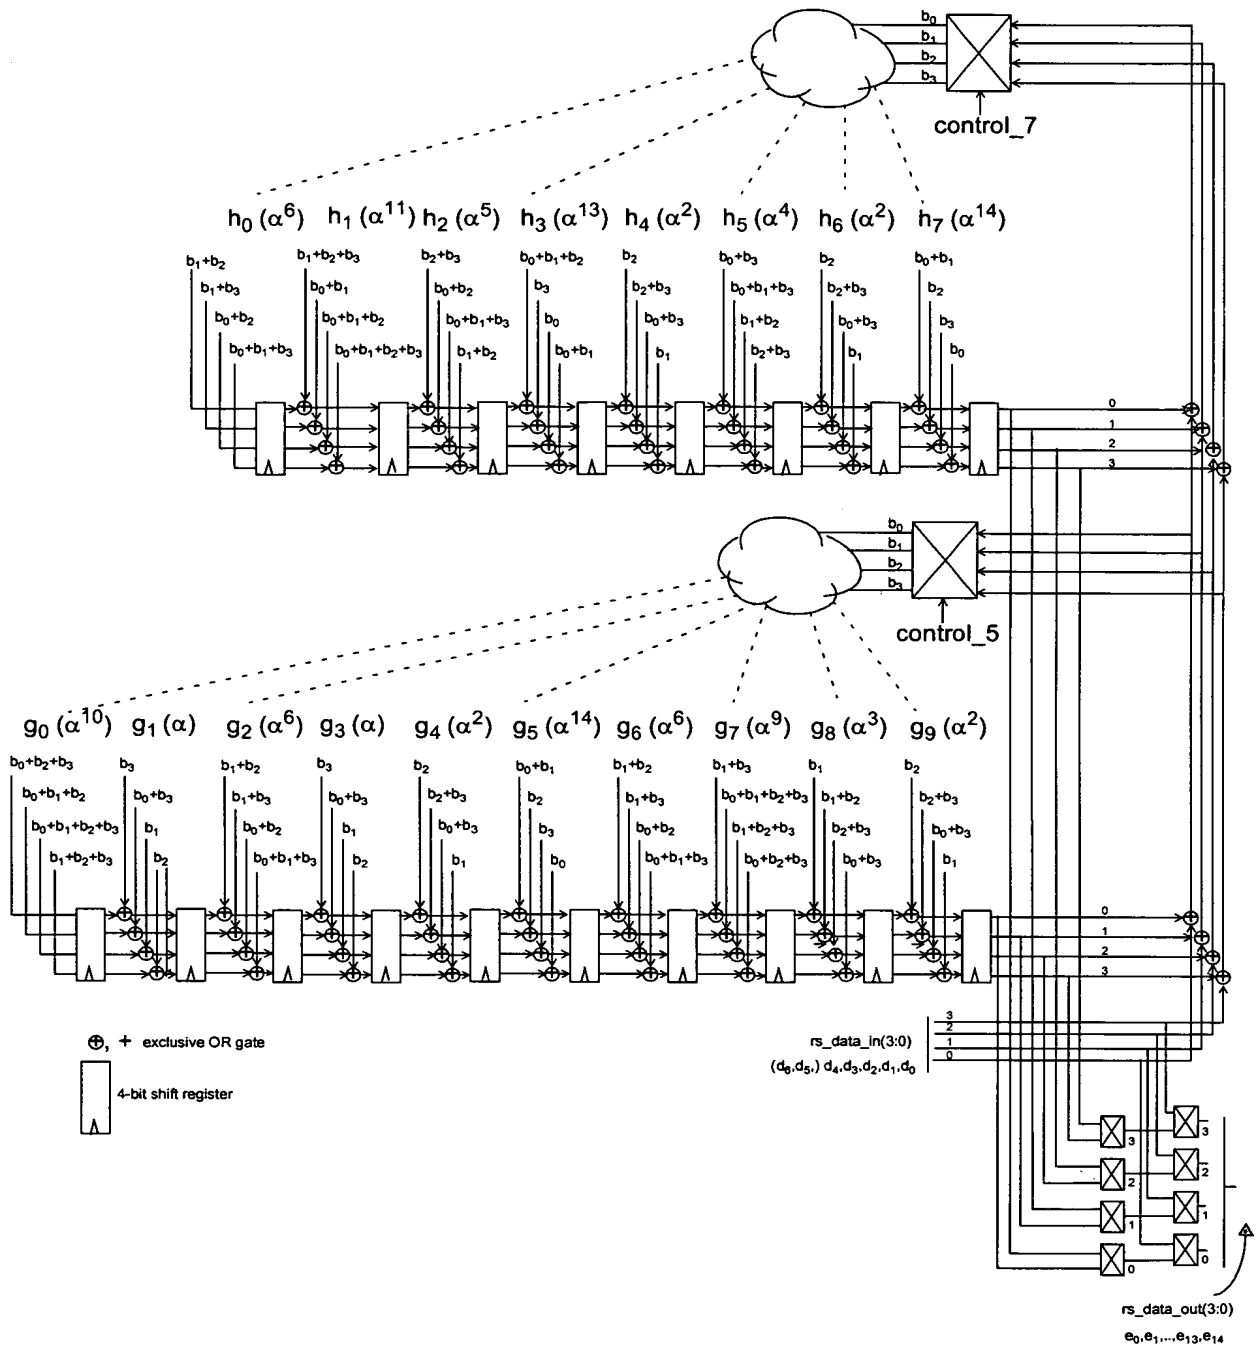 b₀
b₁
b₂
b₃
control_7
h₀ (α⁶) h₁ (α¹¹) h₂ (α⁵) h₃ (α¹³) h₄ (α²) h₅ (α⁴) h₆ (α²) h₇ (α¹⁴)
b₁+b₂ b₁+b₂+b₃ b₂+b₃ b₀+b₁+b₂ b₂ b₀+b₃ b₂ b₀+b₁
b₁+b₃ b₀+b₁ b₀+b₂ b₃ b₂+b₃ b₀+b₁+b₃ b₂+b₃ b₂
b₀+b₂ b₀+b₁+b₂ b₀+b₁+b₃ b₀ b₀+b₃ b₁+b₂ b₀+b₃ b₃
b₀+b₁+b₃ b₀+b₁+b₂+b₃ b₁+b₂ b₀+b₁ b₁ b₂+b₃ b₁ b₀
0
1
2
3
b₀
b₁
b₂
b₃
control_5
g₀ (α¹⁰) g₁ (α) g₂ (α⁶) g₃ (α) g₄ (α²) g₅ (α¹⁴) g₆ (α⁶) g₇ (α⁹) g₈ (α³) g₉ (α²)
b₀+b₂+b₃ b₃ b₁+b₂ b₃ b₂ b₀+b₁ b₁+b₂ b₁+b₃ b₁ b₂
b₀+b₁+b₂ b₀+b₃ b₁+b₃ b₀+b₃ b₂+b₃ b₂ b₁+b₃ b₀+b₁+b₂+b₃ b₁+b₂ b₂+b₃
b₀+b₁+b₂+b₃ b₁ b₀+b₂ b₁ b₀+b₃ b₃ b₀+b₂ b₁+b₂+b₃ b₂+b₃ b₀+b₃
b₁+b₂+b₃ b₂ b₀+b₁+b₃ b₂ b₁ b₀ b₀+b₁+b₃ b₀+b₂+b₃ b₀+b₃ b₁
0
1
2
3
⊕, + exclusive OR gate
4-bit shift register
3
2
1
0
rs_data_in(3:0)
(d₆,d₅,) d₄,d₃,d₂,d₁,d₀
3 3
2 2
1 1
0 0
rs_data_out(3:0)
e₀,e₁,..,e₁₃,e₁₄